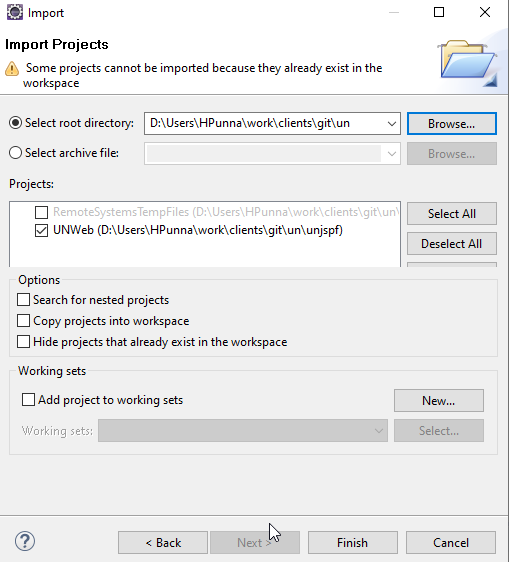 Import
Import Projects
Some projects cannot be imported because they already exist in the
workspace
Select root directory:
D:\Users\HPunna\work\clients\git\un
Browse...
Select archive file:
Browse...
Projects:
RemoteSystemsTempFiles (D:\Users\HPunna\work\clients\git\un\
UNWeb (D:\Users\HPunna\work\clients\git\un\unjspf)
Select All
Deselect All
Options
Search for nested projects
Copy projects into workspace
Hide projects that already exist in the workspace
Working sets
Add project to working sets
New...
Working sets:
Select...
?
< Back
Next >
Finish
Cancel